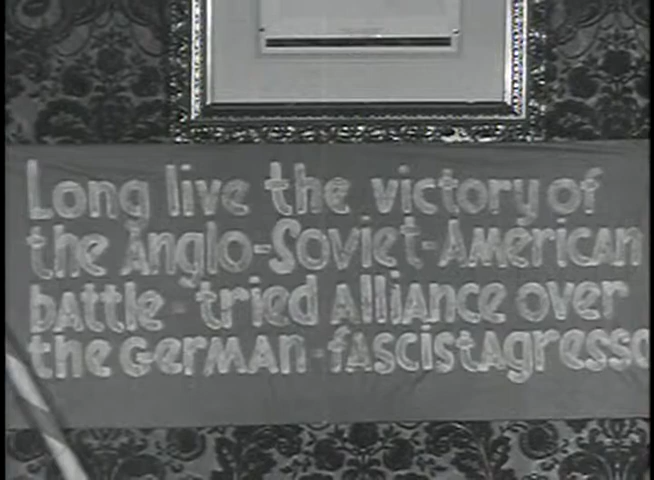 Long live the victory of
the Anglo-Soviet-American
battle-tried alliance over
the German-fascist agresso